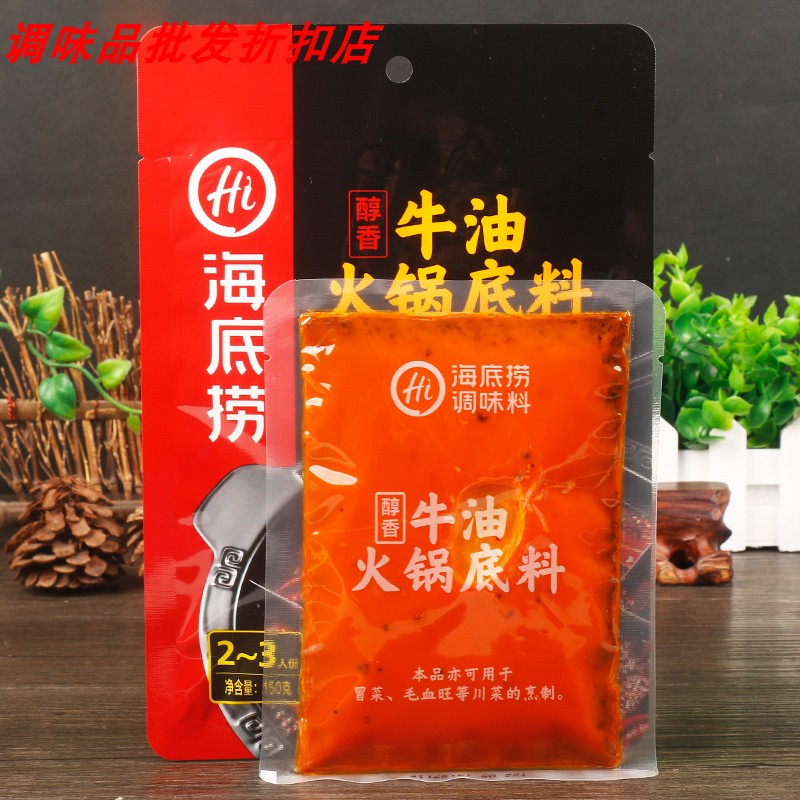 调味品批发折扣店
Hi
海底捞
醇香
牛油
火锅底料
Hi
海底捞
调味料
醇香
牛油
火锅底料
本品亦可用于
冒菜、毛血旺等川菜的烹制。
2~3人份
净含量：150克